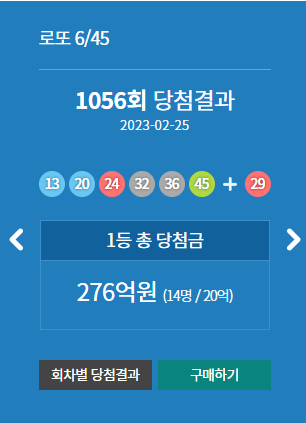 로또 6/45
1056회 당첨결과
2023-02-25
13 20 24 32 36 45 + 29
1등 총 당첨금
276억원 (14명 / 20억)
회차별 당첨결과 구매하기